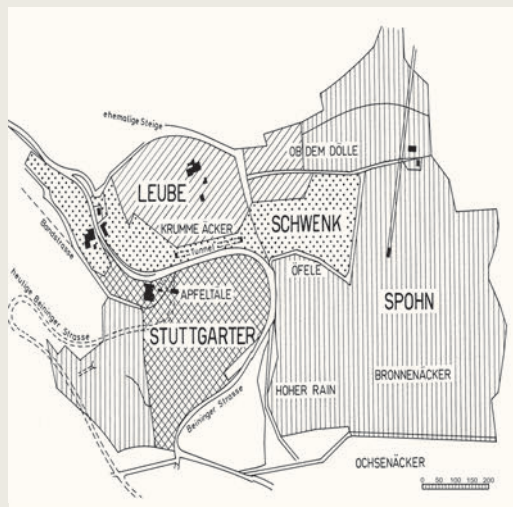 ehemalige Steige
OB DEM DÖLLE
LEUBE
KRUMME ÄCKER
SCHWENK
Tunnel
Bandstrasse
ÖFELE
heutige Beininger Strasse
APFELTALE
SPOHN
STUTTGARTER
BRONNENÄCKER
HOHER RAIN
Beininger Strasse
OCHSENÄCKER
0 50 100 150 200